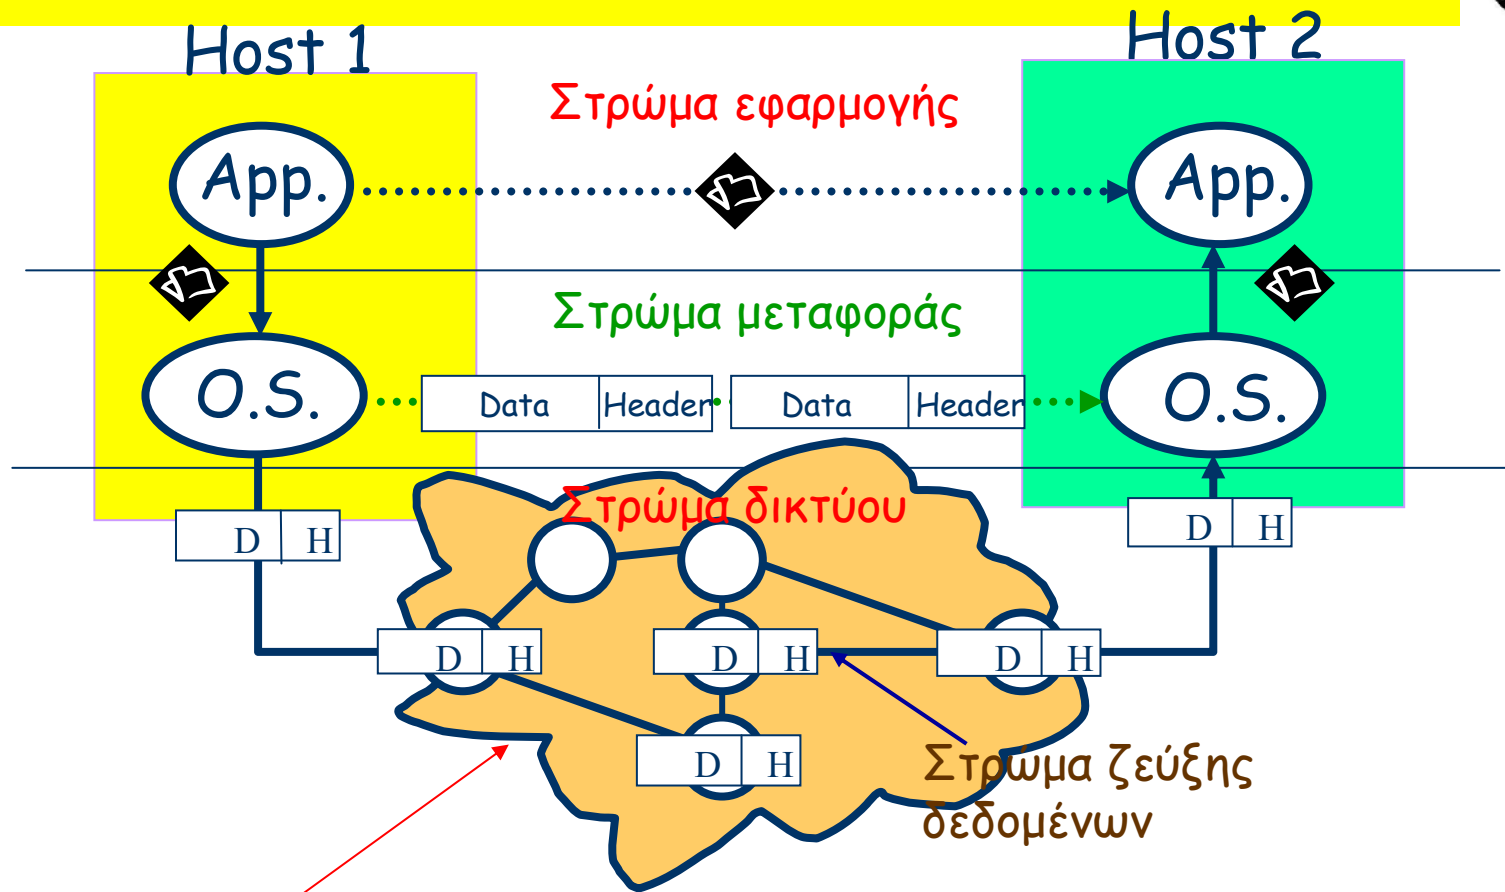 Host 1
Host 2
Στρώμα εφαρμογής
App.
App.
Στρώμα μεταφοράς
O.S.
Data Header Data Header
O.S.
Στρώμα δικτύου
D H
D H
D H
D H
D H
D H
Στρώμα ζεύξης
δεδομένων